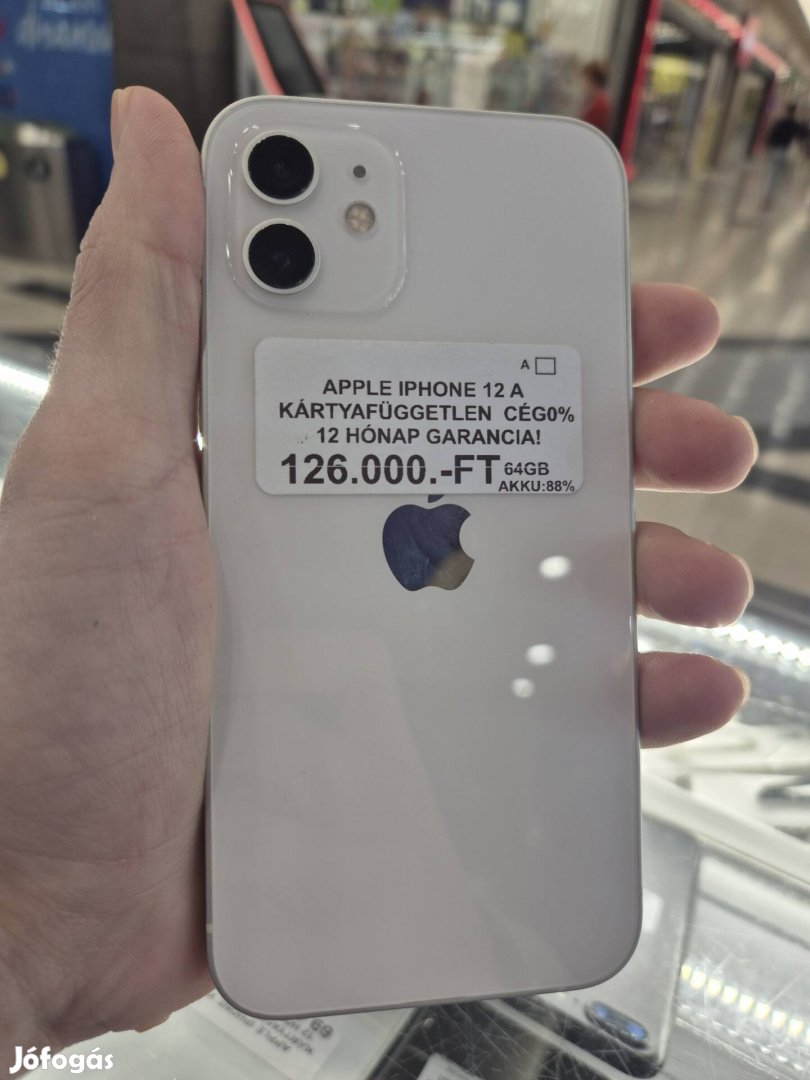 A
APPLE IPHONE 12 A
KÁRTYAFÜGGETLEN CÉG0%
12 HÓNAP GARANCIA!
126.000.-FT 64GB
AKKU:88%
Jófogás